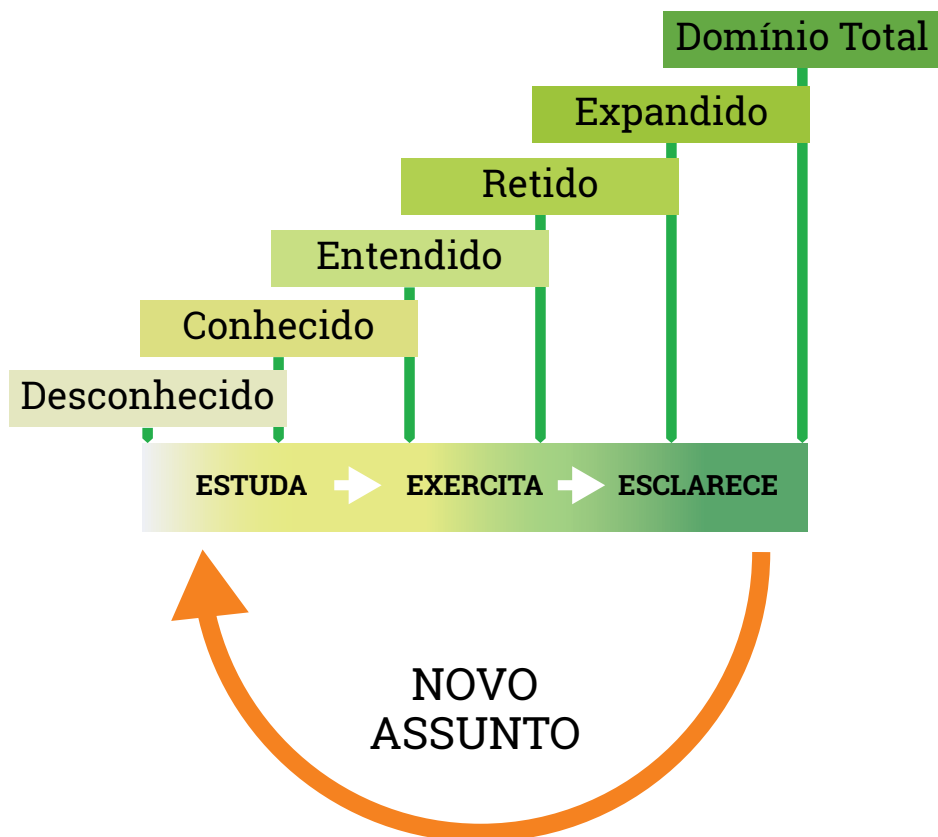 Domínio Total
Expandido
Retido
Entendido
Conhecido
Desconhecido
ESTUDA EXERCITA ESCLARECE
NOVO
ASSUNTO